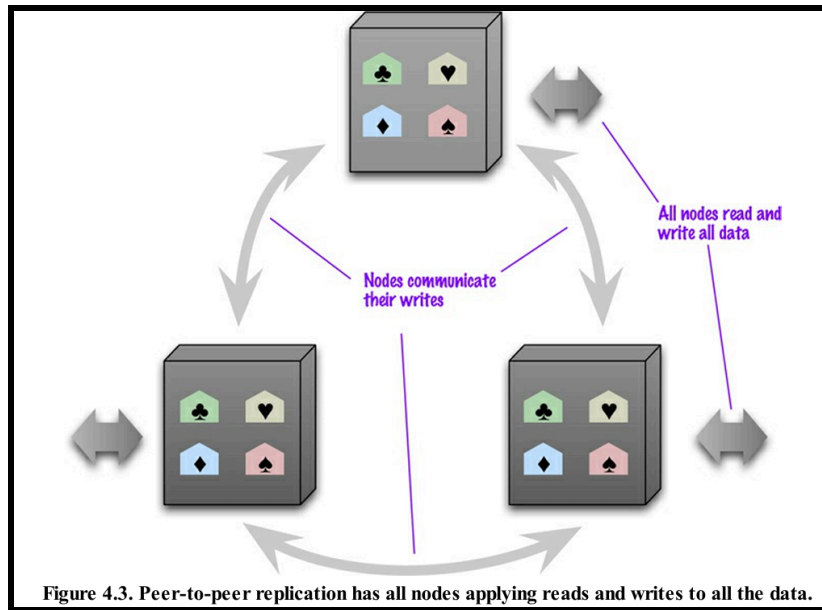 All nodes read and
write all data
Nodes communicate
their writes
Figure 4.3. Peer-to-peer replication has all nodes applying reads and writes to all the data.